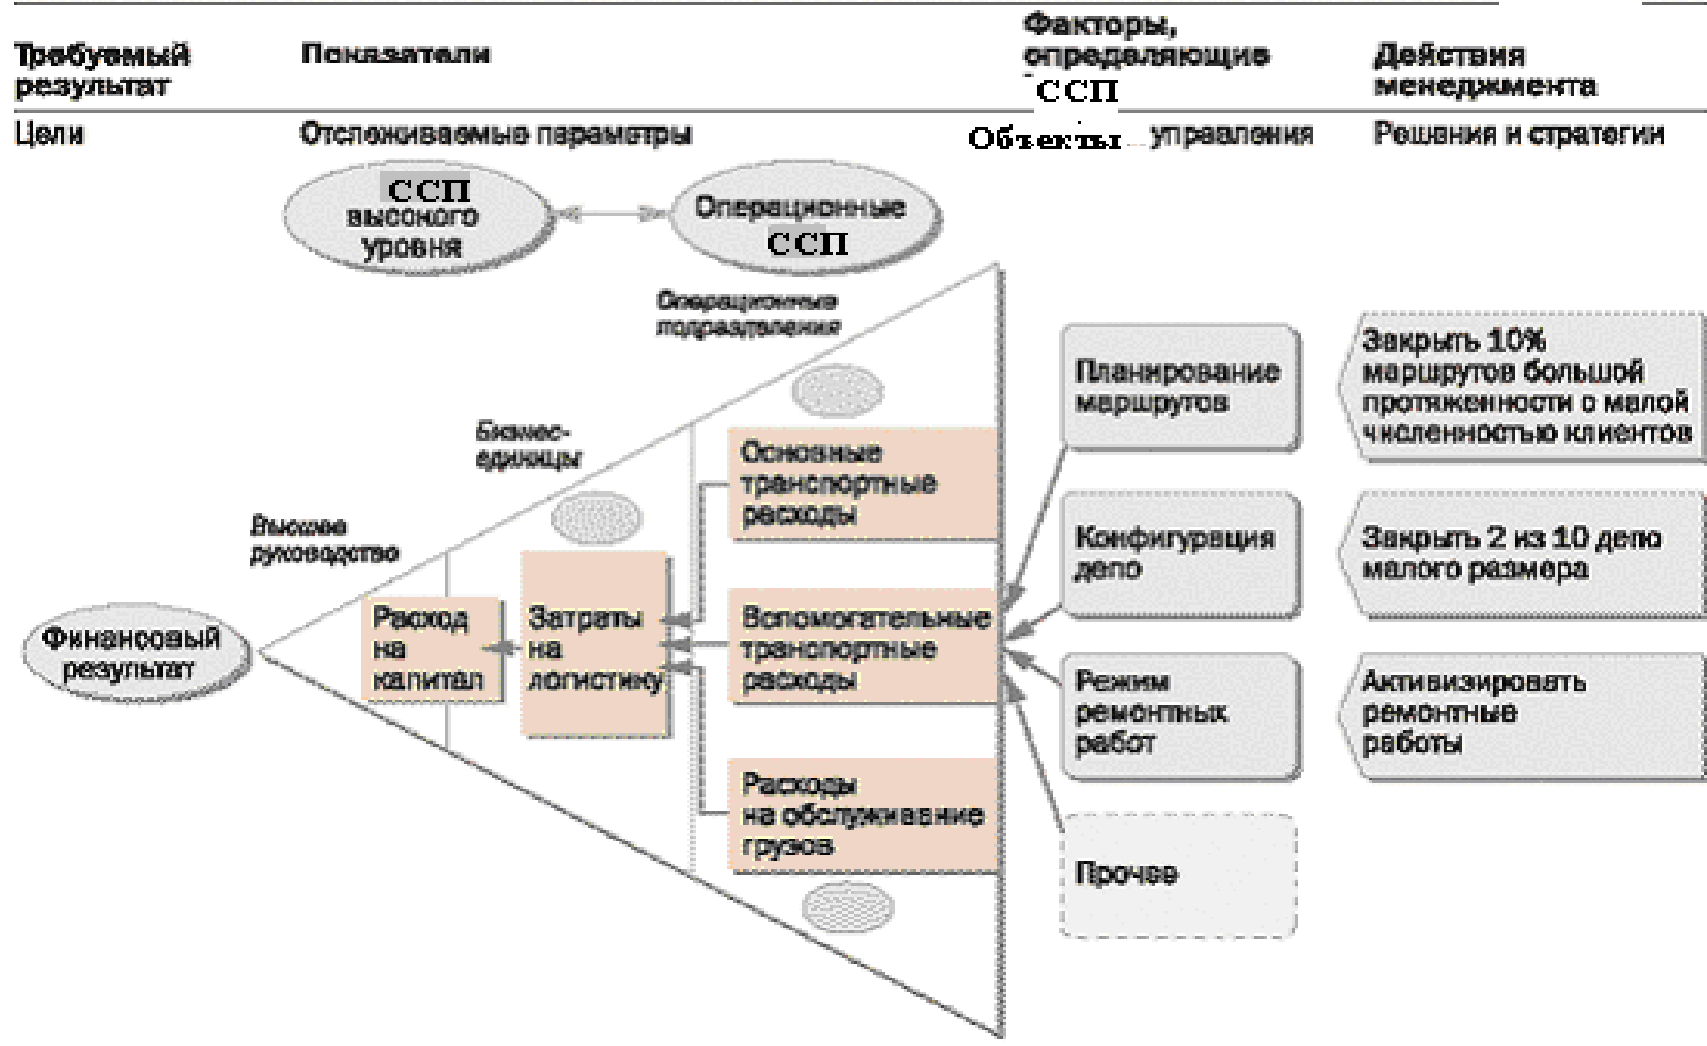 Требуемый
результат
Показатели
Факторы,
определяющие
ССП
Действия
менеджмента
Цели
Отслеживаемые параметры
Объекты управления
Решения и стратегии
ССП
высокого
уровня
Операционные
ССП
Операционные
подразделения
Бизнес-
единицы
Высшее
руководство
Финансовый
результат
Расход
на
капитал
Затраты
на
логистику
Основные
транспортные
расходы
Вспомогательные
транспортные
расходы
Расходы
на обслуживание
грузов
Планирование
маршрутов
Конфигурация
депо
Режим
ремонтных
работ
Прочее
Закрыть 10%
маршрутов большой
протяженности с малой
численностью клиентов
Закрыть 2 из 10 депо
малого размера
Активизировать
ремонтные
работы